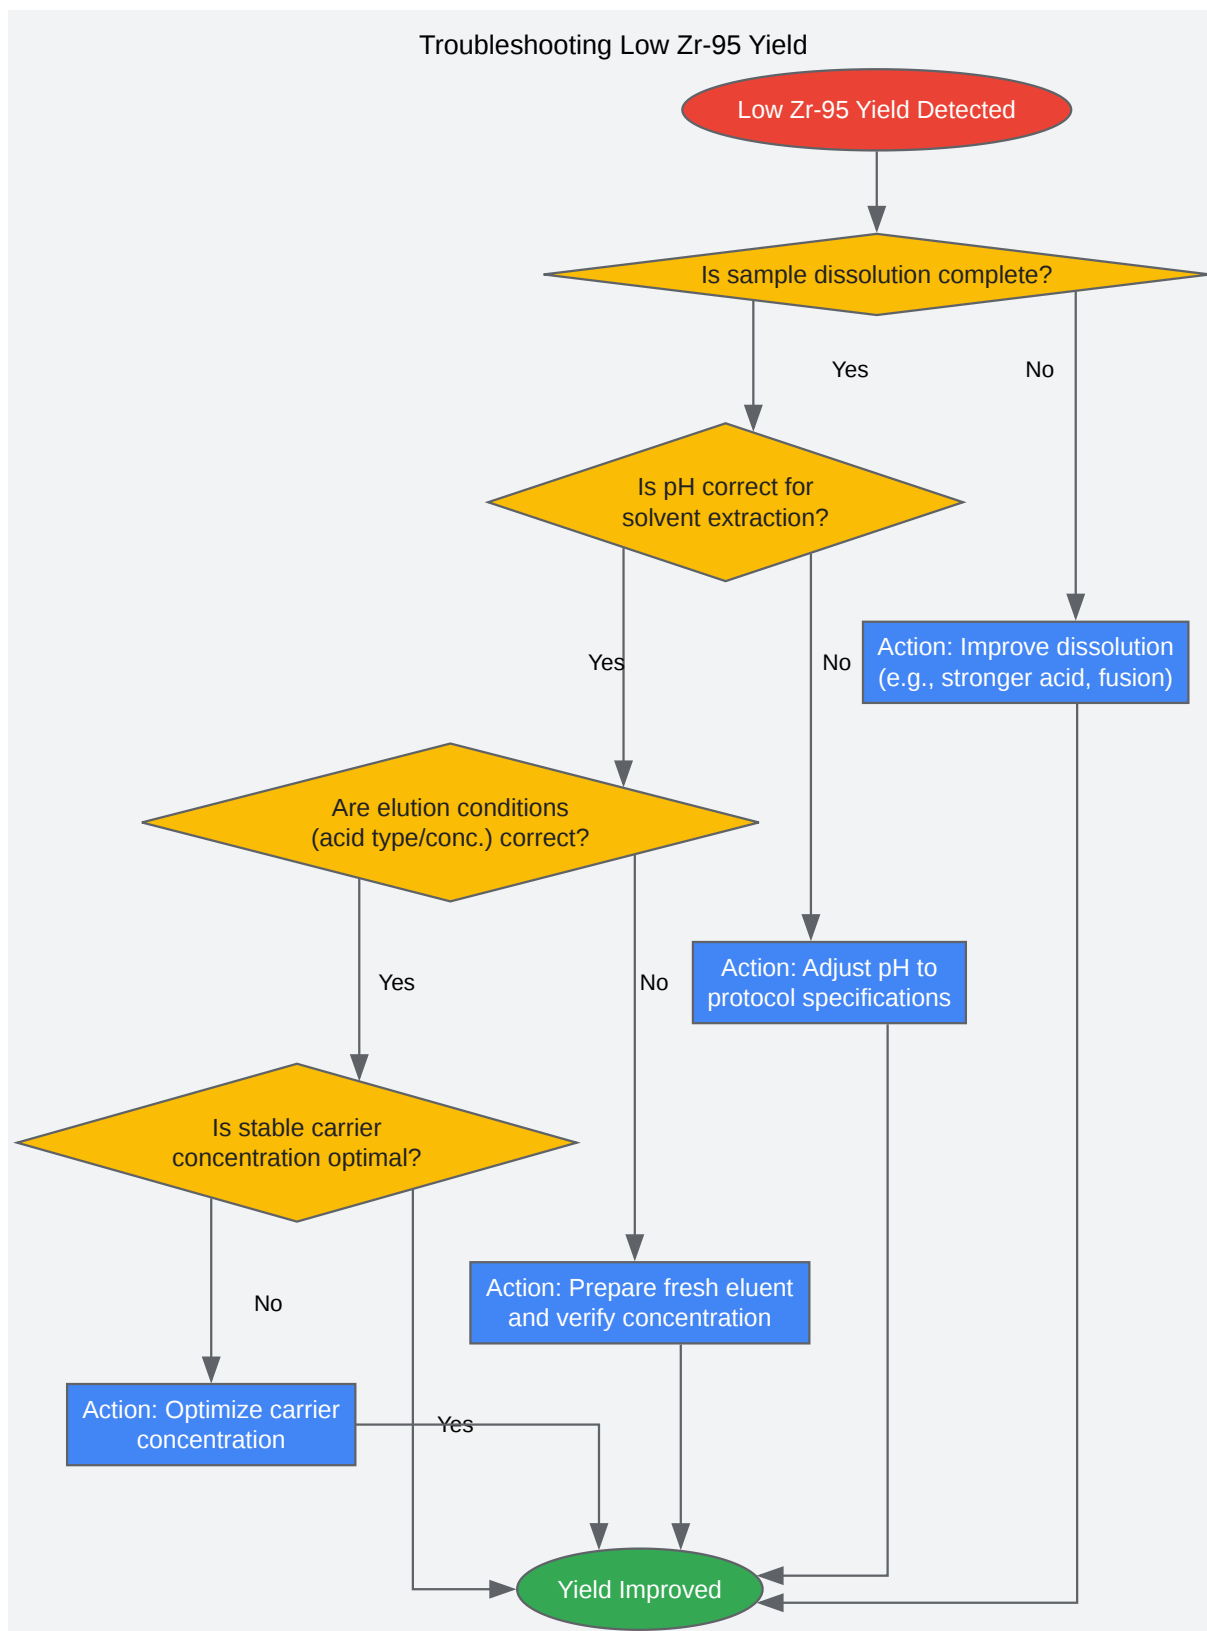 Troubleshooting Low Zr-95 Yield
Low Zr-95 Yield Detected
Is sample dissolution complete?
Yes
No
Is pH correct for
solvent extraction?
Yes
No
Action: Improve dissolution
(e.g., stronger acid, fusion)
Are elution conditions
(acid type/conc.) correct?
Yes
No
Action: Adjust pH to
protocol specifications
Is stable carrier
concentration optimal?
No
Action: Prepare fresh eluent
and verify concentration
Action: Optimize carrier
concentration
Yes
Yield Improved